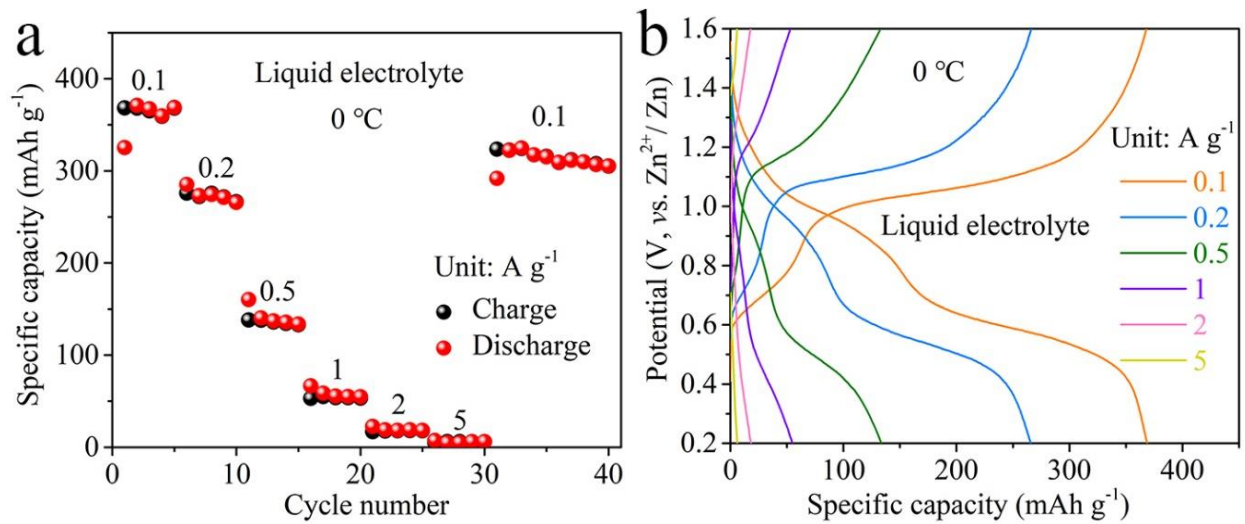 a
Specific capacity (mAh g⁻¹)
400
300
200
100
0
0 10 20 30 40
Cycle number
Liquid electrolyte
0 °C
0.1
0.2
0.5
1
2
5
0.1
Unit: A g⁻¹
Charge
Discharge
b
Potential (V, vs. Zn²⁺/ Zn)
1.6
1.4
1.2
1.0
0.8
0.6
0.4
0.2
0 100 200 300 400
Specific capacity (mAh g⁻¹)
0 °C
Liquid electrolyte
Unit: A g⁻¹
0.1
0.2
0.5
1
2
5